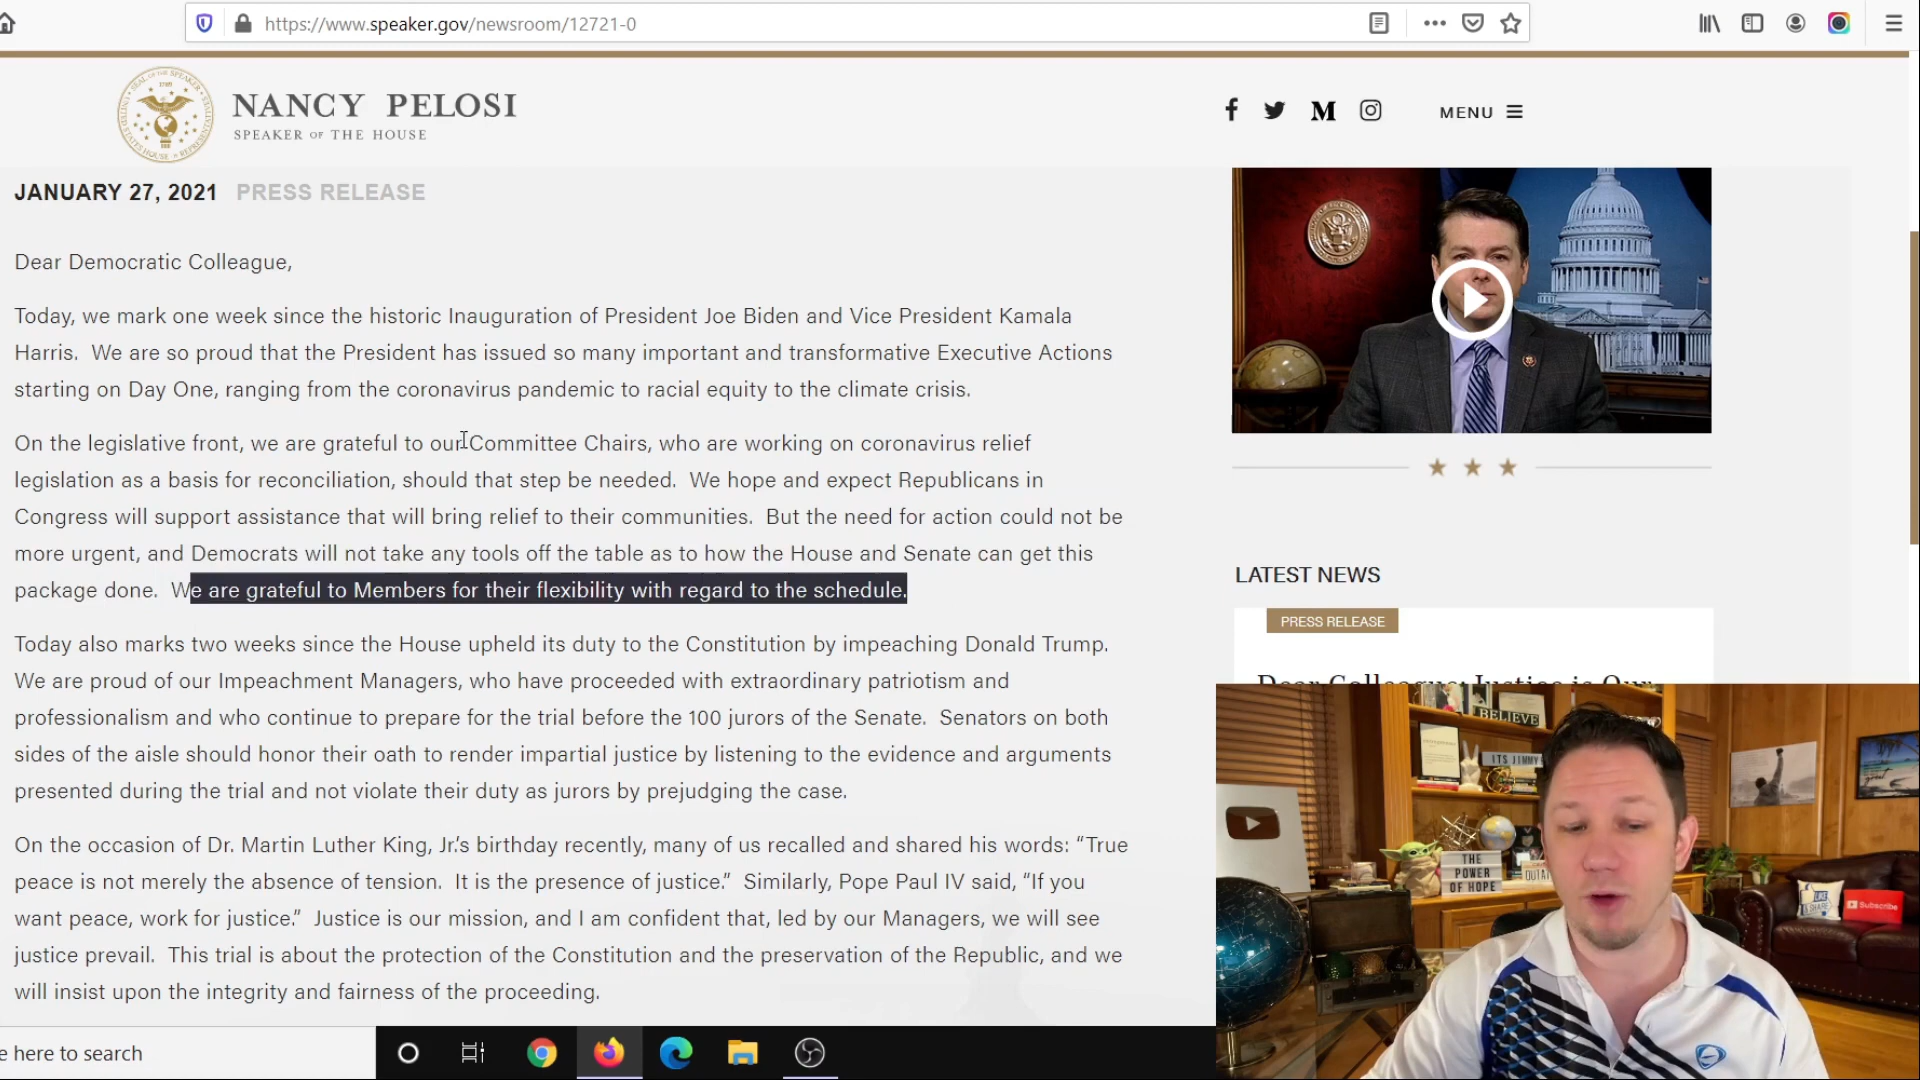 https://www.speaker.gov/newsroom/12721-0
NANCY PELOSI
SPEAKER OF THE HOUSE
MENU
JANUARY 27, 2021 PRESS RELEASE
Dear Democratic Colleague,
Today, we mark one week since the historic Inauguration of President Joe Biden and Vice President Kamala
Harris. We are so proud that the President has issued so many important and transformative Executive Actions
starting on Day One, ranging from the coronavirus pandemic to racial equity to the climate crisis.
On the legislative front, we are grateful to our Committee Chairs, who are working on coronavirus relief
legislation as a basis for reconciliation, should that step be needed. We hope and expect Republicans in
Congress will support assistance that will bring relief to their communities. But the need for action could not be
more urgent, and Democrats will not take any tools off the table as to how the House and Senate can get this
package done. We are grateful to Members for their flexibility with regard to the schedule.
Today also marks two weeks since the House upheld its duty to the Constitution by impeaching Donald Trump.
We are proud of our Impeachment Managers, who have proceeded with extraordinary patriotism and
professionalism and who continue to prepare for the trial before the 100 jurors of the Senate. Senators on both
sides of the aisle should honor their oath to render impartial justice by listening to the evidence and arguments
presented during the trial and not violate their duty as jurors by prejudging the case.
On the occasion of Dr. Martin Luther King, Jr.’s birthday recently, many of us recalled and shared his words: “True
peace is not merely the absence of tension. It is the presence of justice.” Similarly, Pope Paul IV said, “If you
want peace, work for justice.” Justice is our mission, and I am confident that, led by our Managers, we will see
justice prevail. This trial is about the protection of the Constitution and the preservation of the Republic, and we
will insist upon the integrity and fairness of the proceeding.
LATEST NEWS
PRESS RELEASE
Dear Colleague: Justice is Our
BELIEVE
ITS JIMMY
THE
POWER
OF HOPE
great
LIKE
SHARE
Subscribe
e here to search